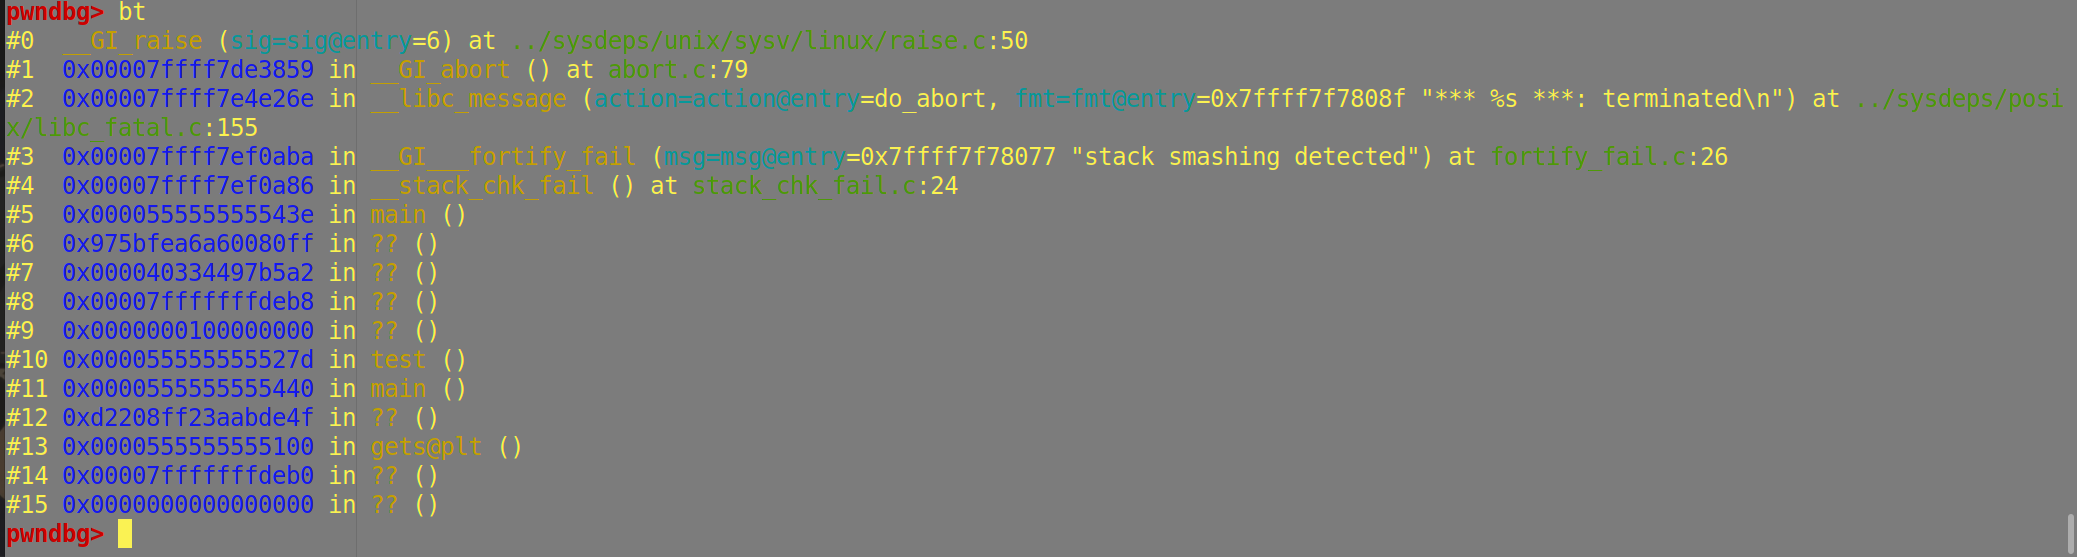 pwndbg> bt
#0  __GI_raise (sig=sig@entry=6) at ../sysdeps/unix/sysv/linux/raise.c:50
#1  0x00007ffff7de3859 in __GI_abort () at abort.c:79
#2  0x00007ffff7e4e26e in __libc_message (action=action@entry=do_abort, fmt=fmt@entry=0x7ffff7f7808f "*** %s ***: terminated\n") at ../sysdeps/posi
x/libc_fatal.c:155
#3  0x00007ffff7ef0aba in __GI___fortify_fail (msg=msg@entry=0x7ffff7f78077 "stack smashing detected") at fortify_fail.c:26
#4  0x00007ffff7ef0a86 in __stack_chk_fail () at stack_chk_fail.c:24
#5  0x000055555555543e in main ()
#6  0x975bfea6a60080ff in ?? ()
#7  0x000040334497b5a2 in ?? ()
#8  0x00007fffffffdeb8 in ?? ()
#9  0x0000000100000000 in ?? ()
#10 0x000055555555527d in test ()
#11 0x0000555555555440 in main ()
#12 0xd2208ff23aabde4f in ?? ()
#13 0x0000555555555100 in gets@plt ()
#14 0x00007fffffffdeb0 in ?? ()
#15 0x0000000000000000 in ?? ()
pwndbg>